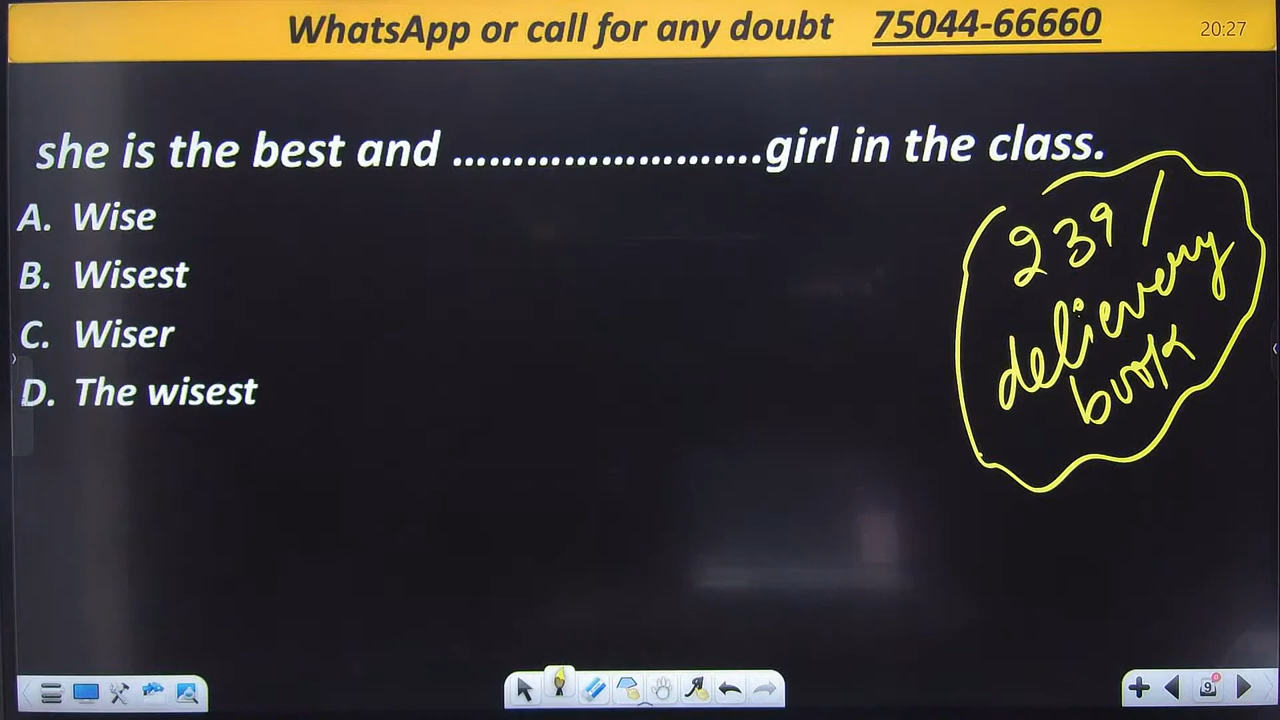 WhatsApp or call for any doubt 75044-66660 20:27
she is the best and ........................girl in the class.
A. Wise
B. Wisest
C. Wiser
D. The wisest
239/
delievery
book
9